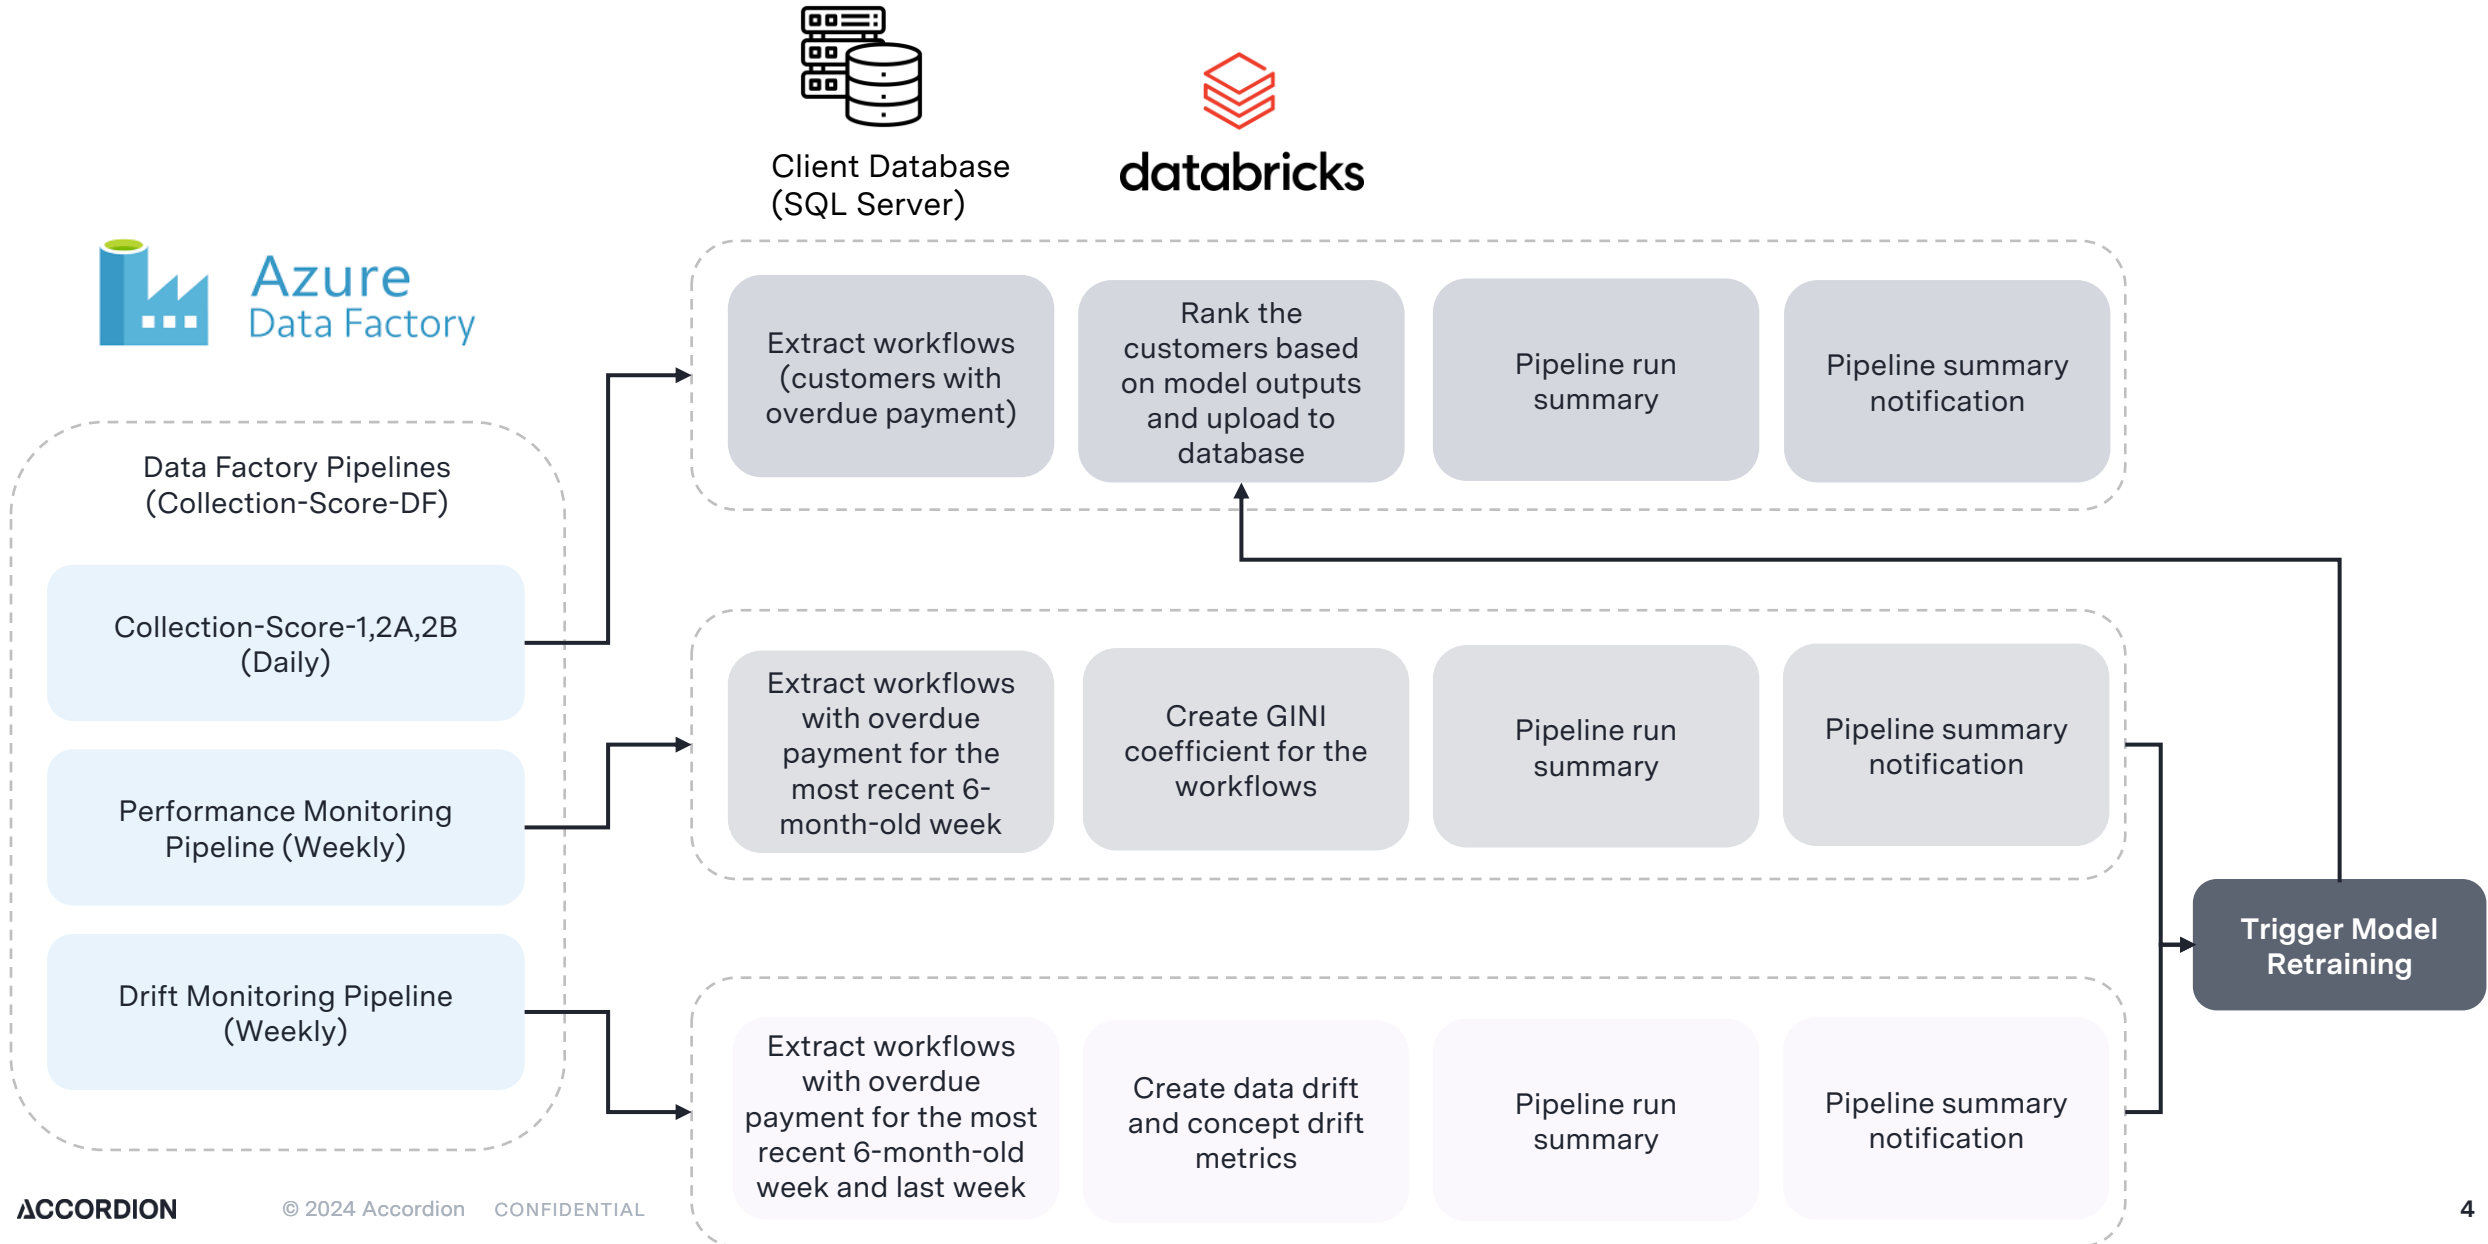 Client Database
(SQL Server)
databricks
Azure
Data Factory
Data Factory Pipelines
(Collection-Score-DF)
Collection-Score-1,2A,2B
(Daily)
Performance Monitoring
Pipeline (Weekly)
Drift Monitoring Pipeline
(Weekly)
Extract workflows
(customers with
overdue payment)
Rank the
customers based
on model outputs
and upload to
database
Pipeline run
summary
Pipeline summary
notification
Extract workflows
with overdue
payment for the
most recent 6-
month-old week
Create GINI
coefficient for the
workflows
Pipeline run
summary
Pipeline summary
notification
Extract workflows
with overdue
payment for the most
recent 6-month-old
week and last week
Create data drift
and concept drift
metrics
Pipeline run
summary
Pipeline summary
notification
Trigger Model
Retraining
ACCORDION
© 2024 Accordion CONFIDENTIAL
4